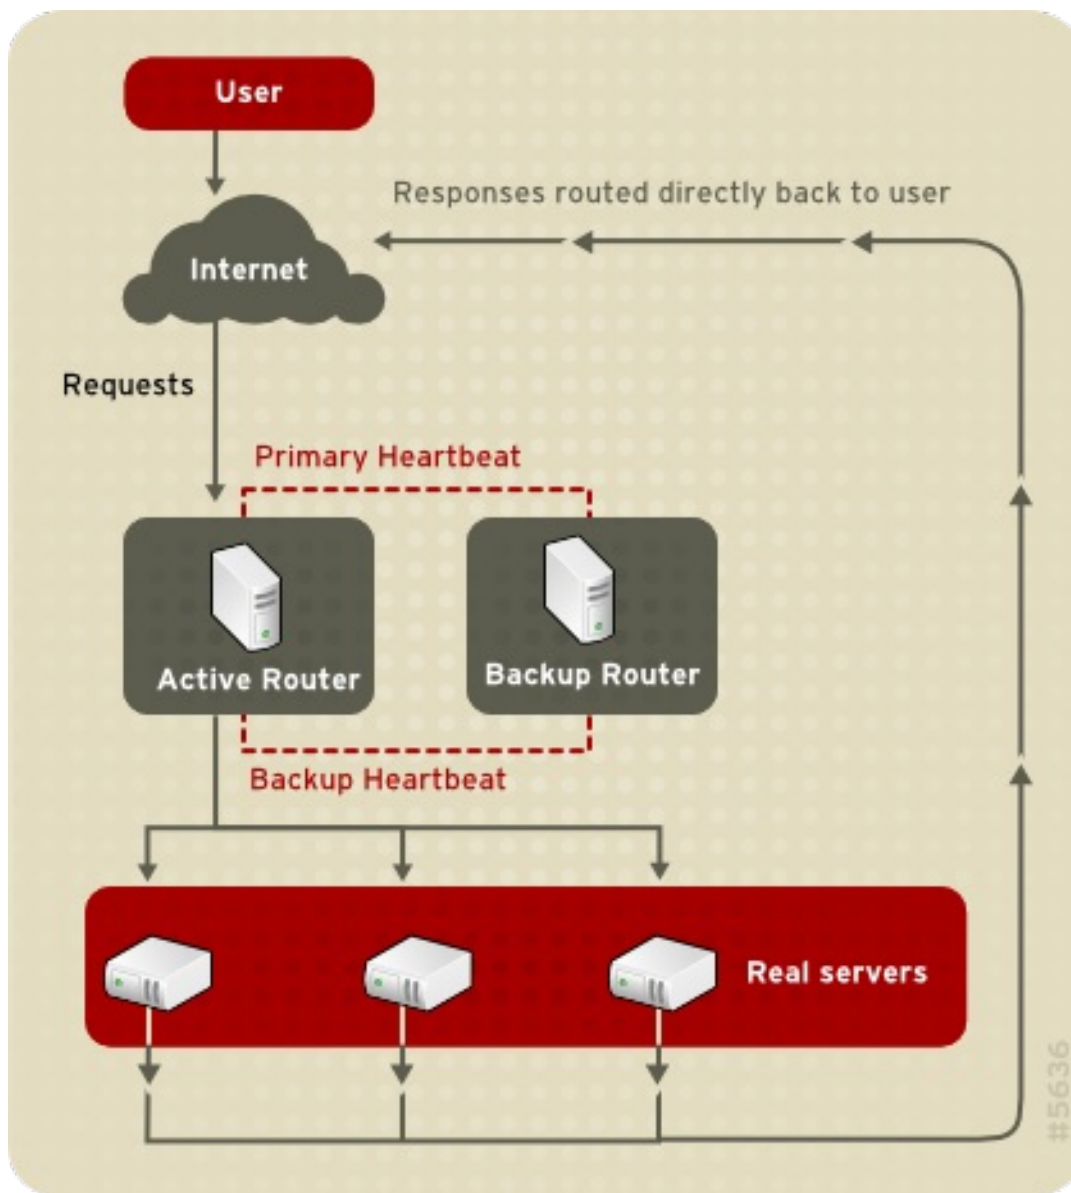 User
Responses routed directly back to user
Internet
Requests
Primary Heartbeat
Active Router
Backup Router
Backup Heartbeat
Real servers
#5636